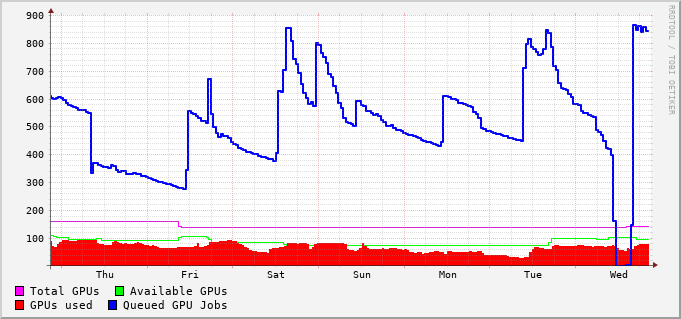 900
800
700
600
500
400
300
200
100
Thu Fri Sat Sun Mon Tue Wed
Total GPUs Available GPUs
GPUs used Queued GPU Jobs
RRDTOOL / TOBI OETIKER